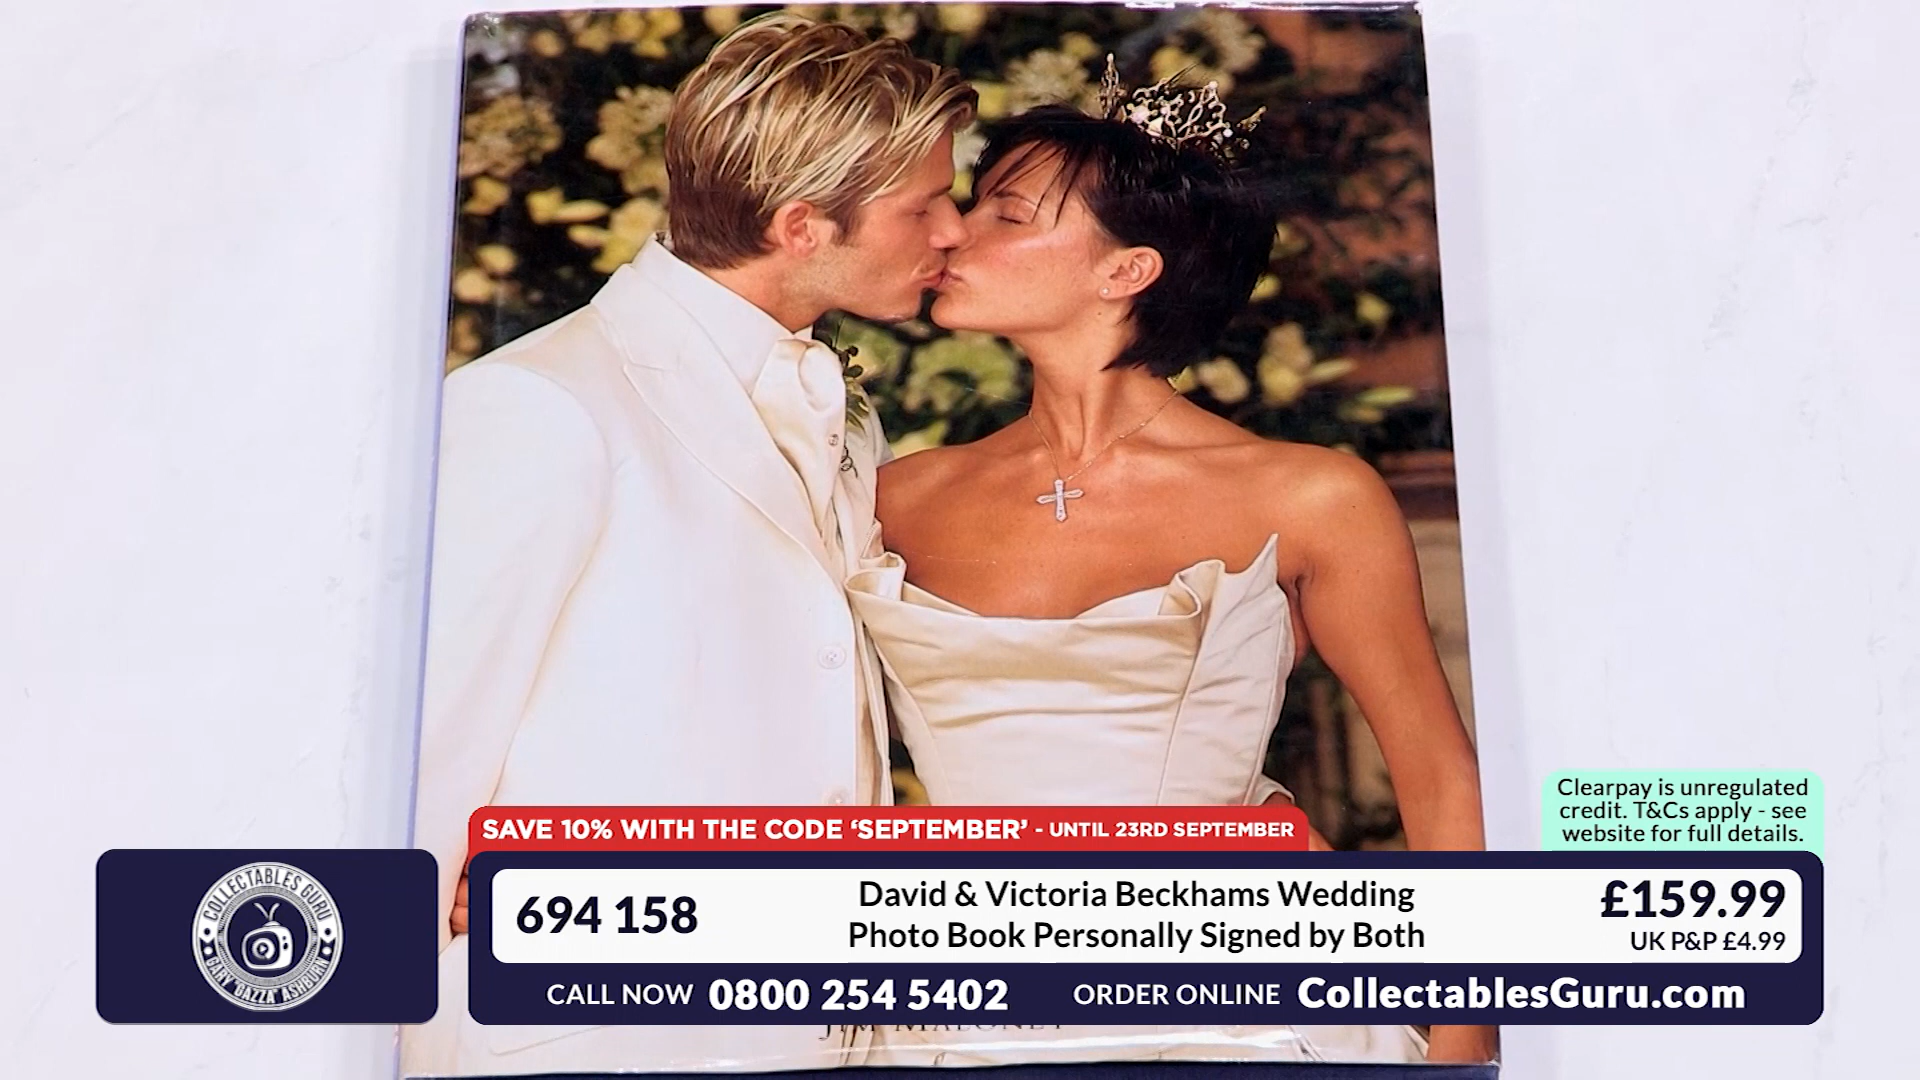 SAVE 10% WITH THE CODE ‘SEPTEMBER’ - UNTIL 23RD SEPTEMBER
Clearpay is unregulated
credit. T&Cs apply - see
website for full details.
COLLECTABLES GURU
GARY "GAZZA" ASHBURN
694 158
David & Victoria Beckhams Wedding
Photo Book Personally Signed by Both
£159.99
UK P&P £4.99
CALL NOW 0800 254 5402
ORDER ONLINE CollectablesGuru.com
JIM MALONEY